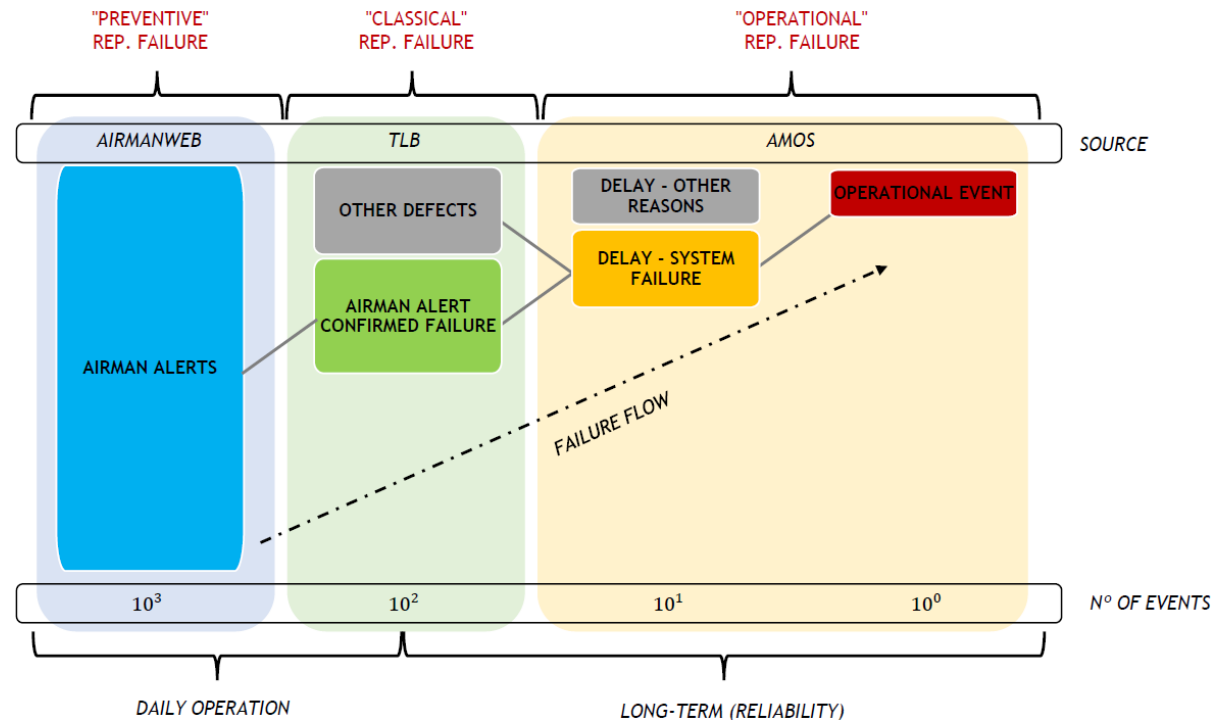 "PREVENTIVE"
REP. FAILURE
"CLASSICAL"
REP. FAILURE
"OPERATIONAL"
REP. FAILURE
AIRMANWEB
TLB
AMOS
SOURCE
AIRMAN ALERTS
OTHER DEFECTS
AIRMAN ALERT
CONFIRMED FAILURE
DELAY - OTHER
REASONS
DELAY - SYSTEM
FAILURE
OPERATIONAL EVENT
FAILURE FLOW
10³
10²
10¹
10⁰
Nº OF EVENTS
DAILY OPERATION
LONG-TERM (RELIABILITY)